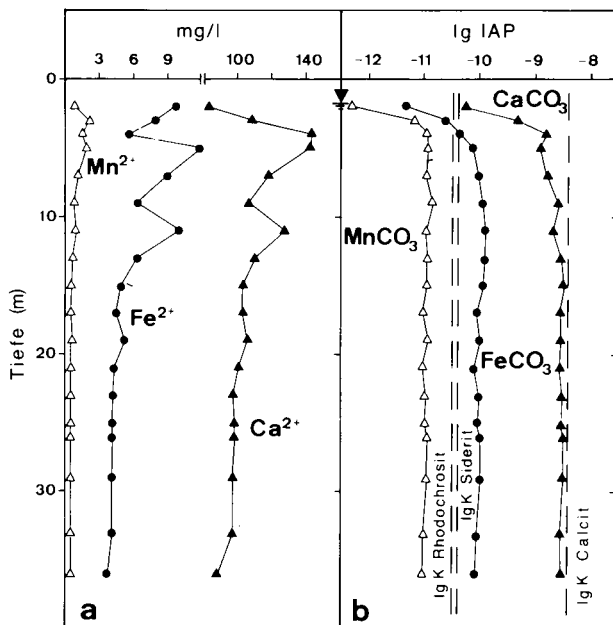 mg/l
lg IAP
3 6 9 100 140
-12 -11 -10 -9 -8
0
10
20
30
Tiefe (m)
Mn²⁺
Fe²⁺
Ca²⁺
a
CaCO₃
MnCO₃
FeCO₃
lg K Rhodochrosit
lg K Siderit
lg K Calcit
b